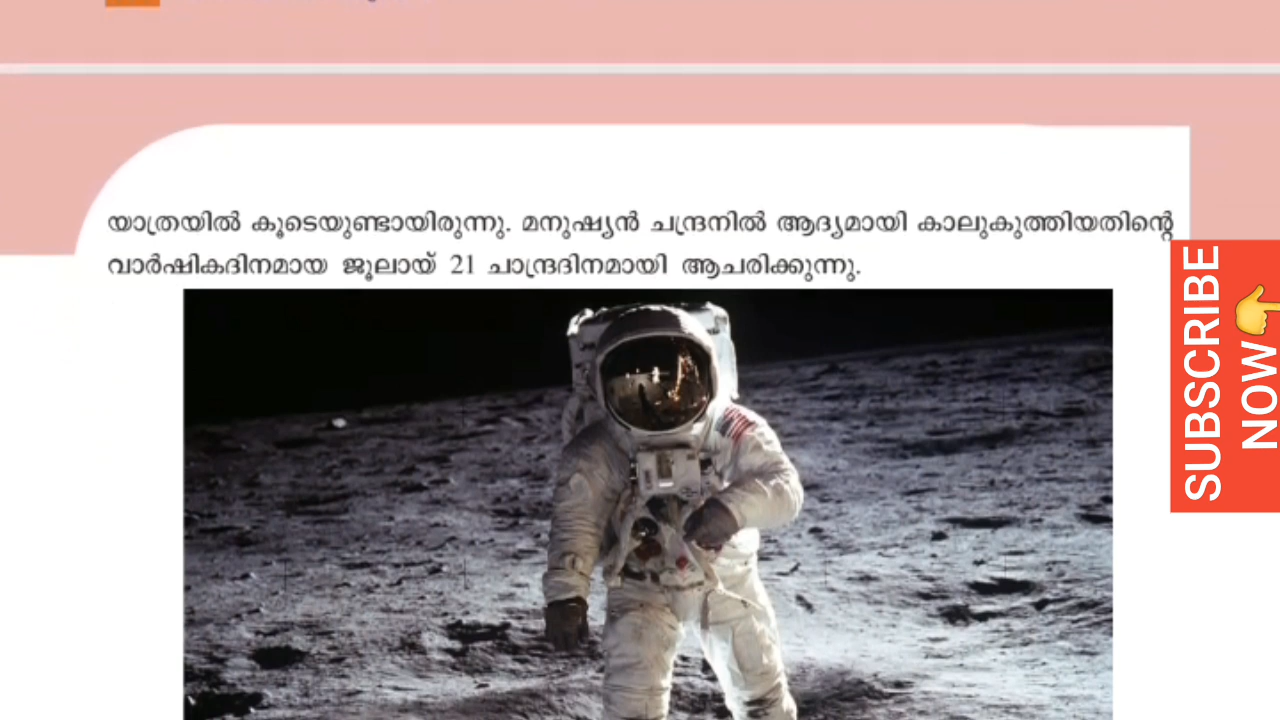 യാത്രയിൽ കൂടെയുണ്ടായിരുന്നു. മനുഷ്യൻ ചന്ദ്രനിൽ ആദ്യമായി കാലുകുത്തിയതിന്റെ
വാർഷികദിനമായ ജൂലായ് 21 ചാന്ദ്രദിനമായി ആചരിക്കുന്നു.
SUBSCRIBE
NOW👉